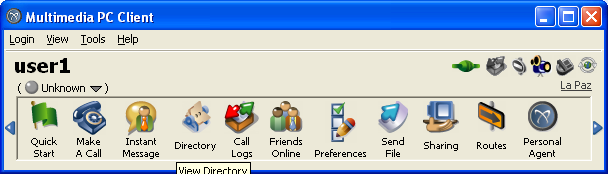 Multimedia PC Client
Login View Tools Help
user1
( Unknown )
La Paz
Quick Start
Make A Call
Instant Message
Directory
Call Logs
Friends Online
Preferences
Send File
Sharing
Routes
Personal Agent
View Directory